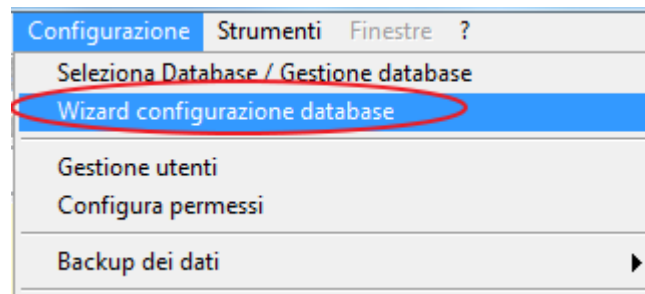 Configurazione Strumenti Finestre ?
Seleziona Database / Gestione database
Wizard configurazione database
Gestione utenti
Configura permessi
Backup dei dati